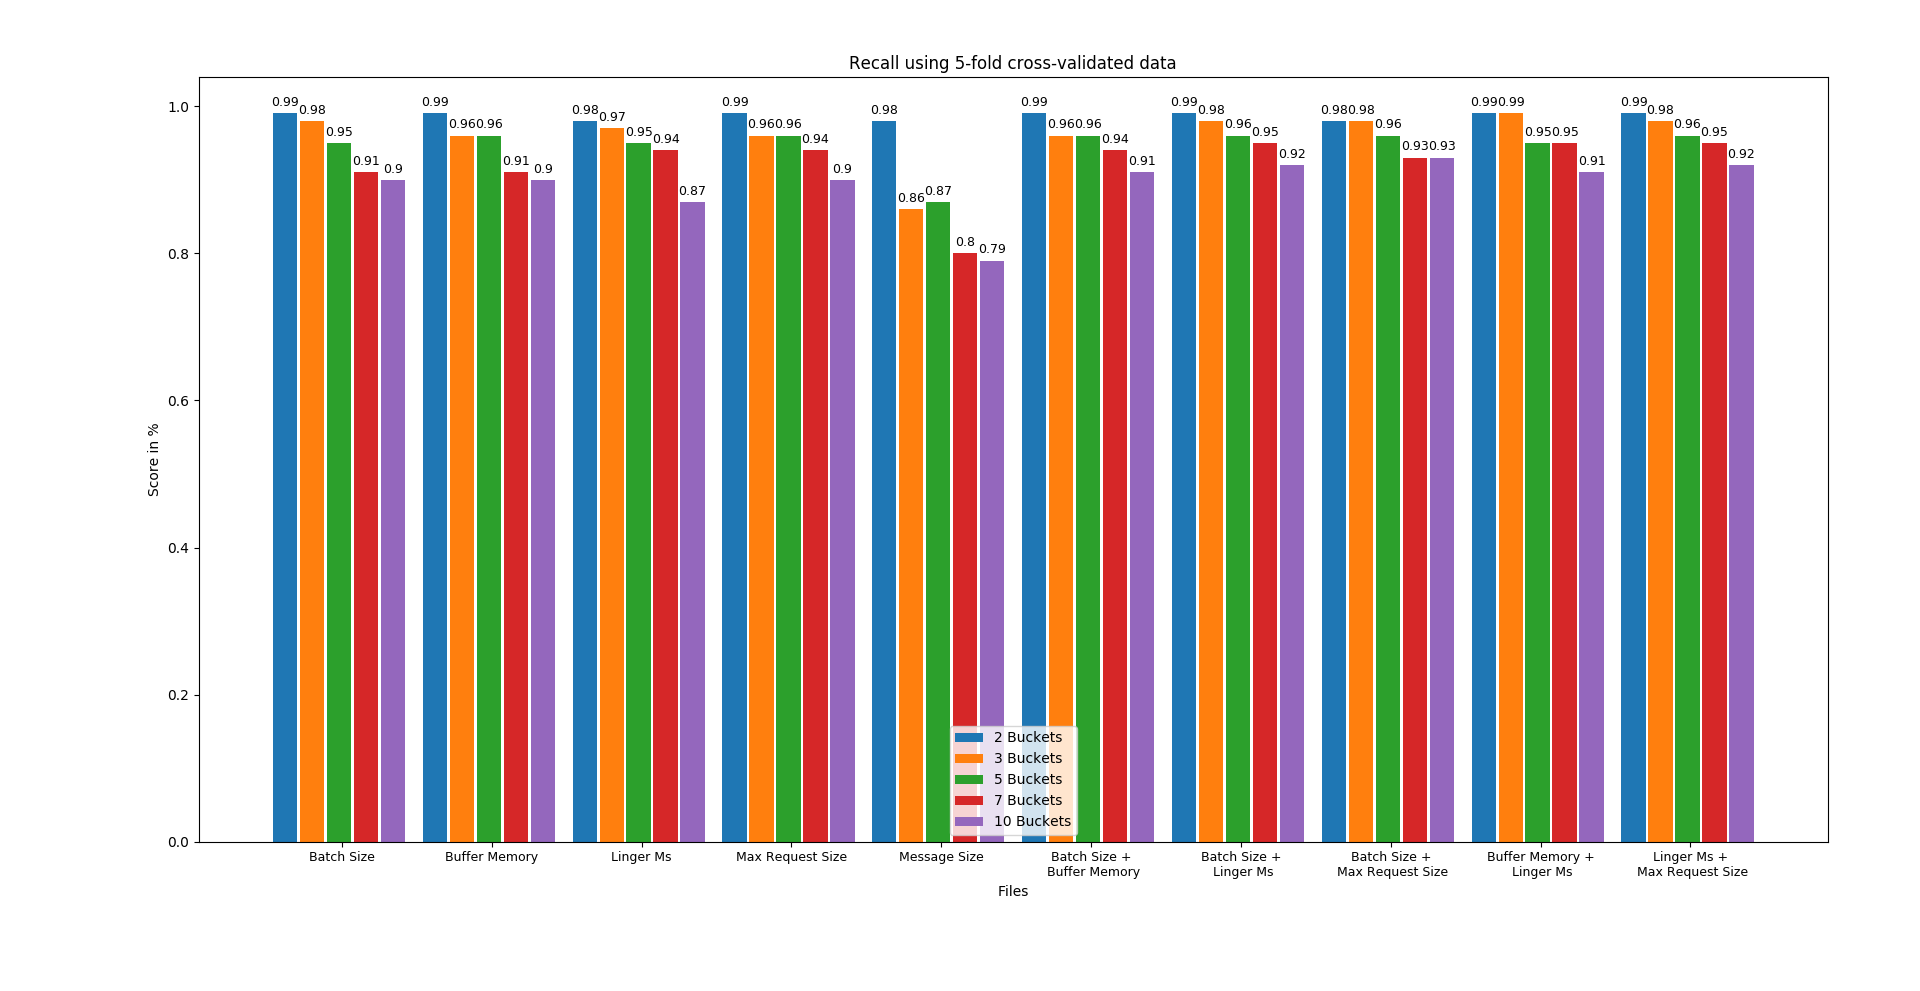 Recall using 5-fold cross-validated data
Score in %
1.0
0.8
0.6
0.4
0.2
0.0
0.99 0.98 0.95 0.91 0.9
0.99 0.96 0.96 0.91 0.9
0.98 0.97 0.95 0.94 0.87
0.99 0.96 0.96 0.94 0.9
0.98 0.86 0.87 0.8 0.79
0.99 0.96 0.96 0.94 0.91
0.99 0.98 0.96 0.95 0.92
0.98 0.98 0.96 0.93 0.93
0.99 0.99 0.95 0.95 0.91
0.99 0.98 0.96 0.95 0.92
2 Buckets
3 Buckets
5 Buckets
7 Buckets
10 Buckets
Batch Size
Buffer Memory
Linger Ms
Max Request Size
Message Size
Batch Size +
Buffer Memory
Batch Size +
Linger Ms
Batch Size +
Max Request Size
Buffer Memory +
Linger Ms
Linger Ms +
Max Request Size
Files